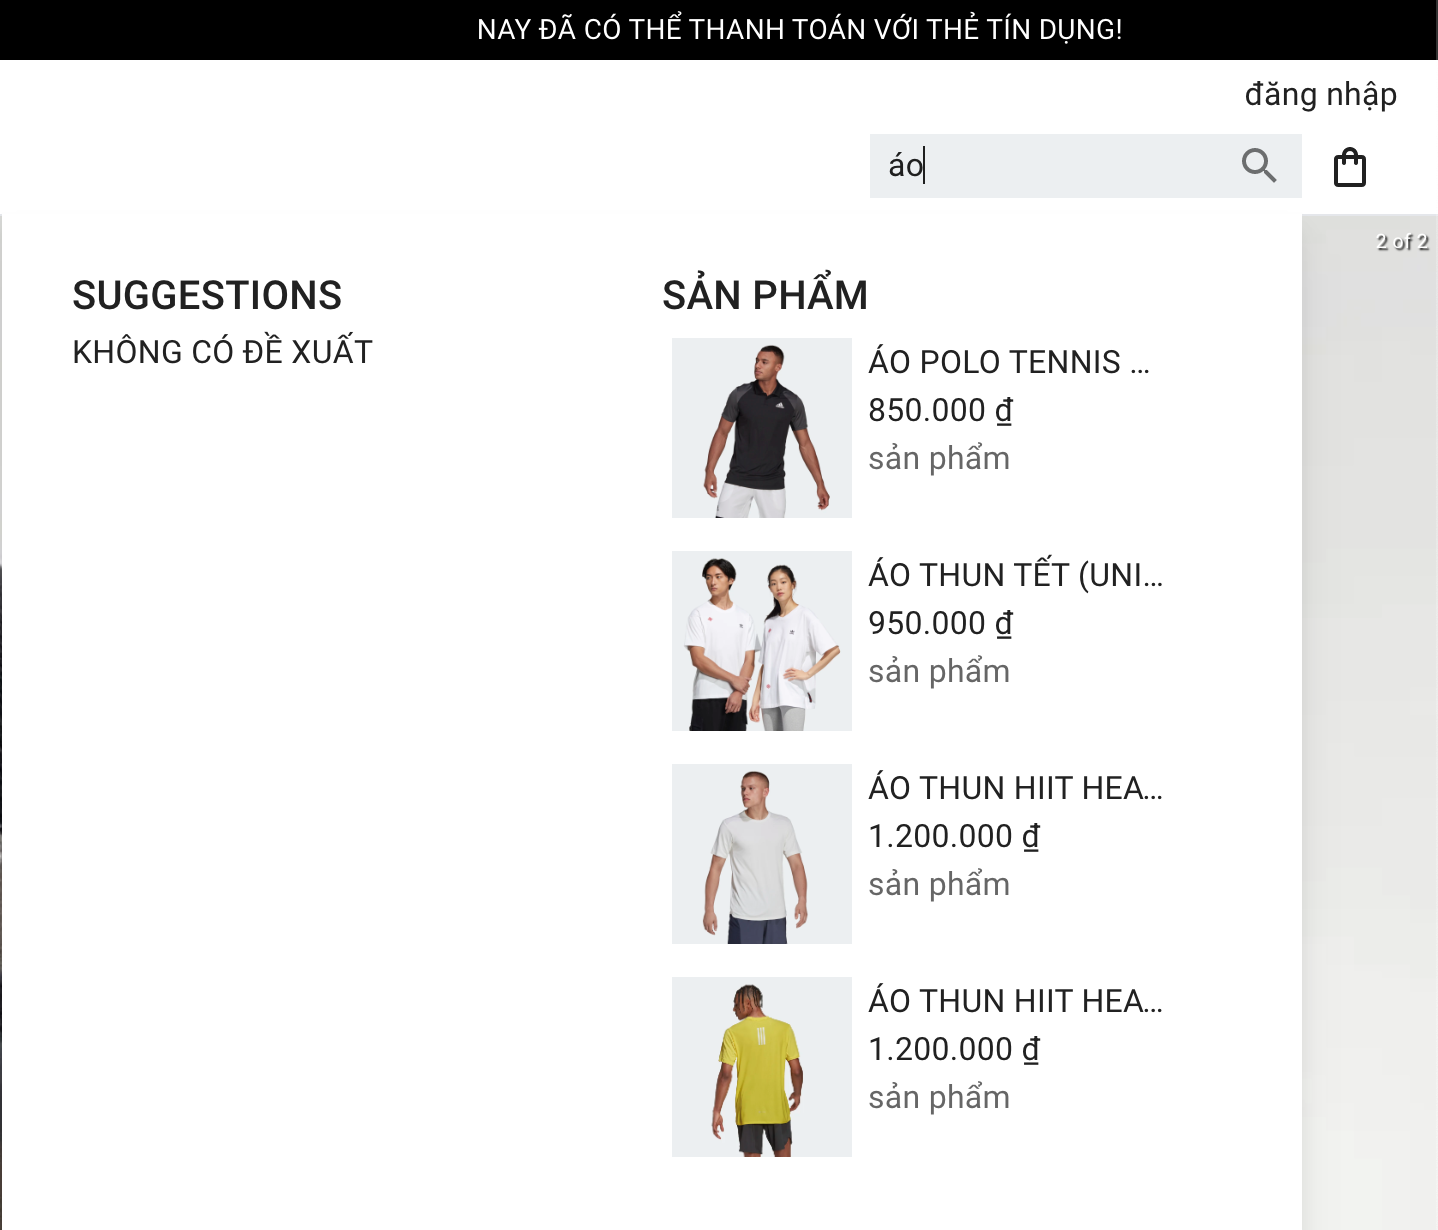 NAY ĐÃ CÓ THỂ THANH TOÁN VỚI THẺ TÍN DỤNG!
đăng nhập
áo
2 of 2
SUGGESTIONS
KHÔNG CÓ ĐỀ XUẤT
SẢN PHẨM
ÁO POLO TENNIS ...
850.000 ₫
sản phẩm
ÁO THUN TẾT (UNI...
950.000 ₫
sản phẩm
ÁO THUN HIIT HEA...
1.200.000 ₫
sản phẩm
ÁO THUN HIIT HEA...
1.200.000 ₫
sản phẩm